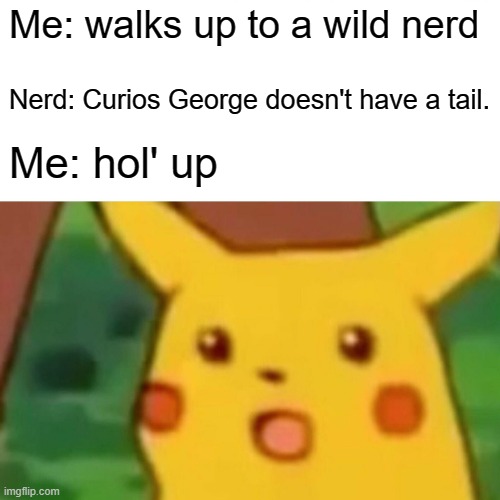 Me: walks up to a wild nerd
Nerd: Curios George doesn't have a tail.
Me: hol' up
imgflip.com